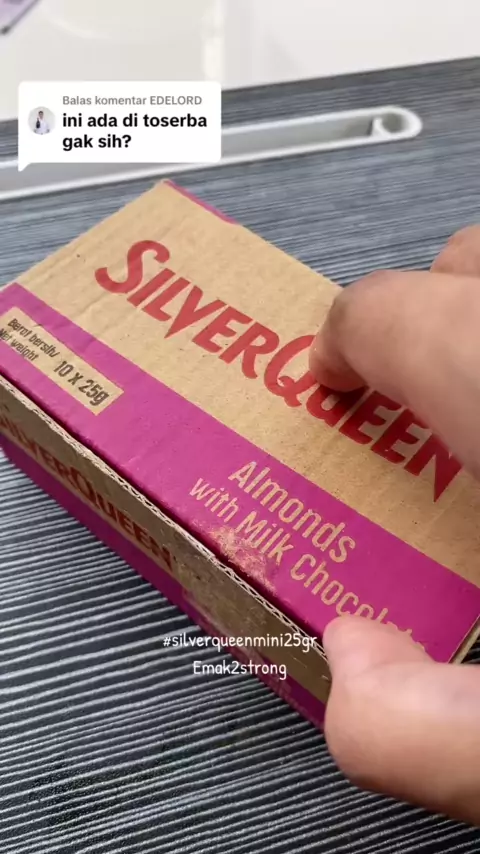 Balas komentar EDELORD
ini ada di toserba
gak sih?
SILVERQUEEN
Berat bersih/
Net weight
10 X 25g
Almonds
with Milk Chocolate
SILVERQUEEN
#silverqueenmini25gr
Emak2strong